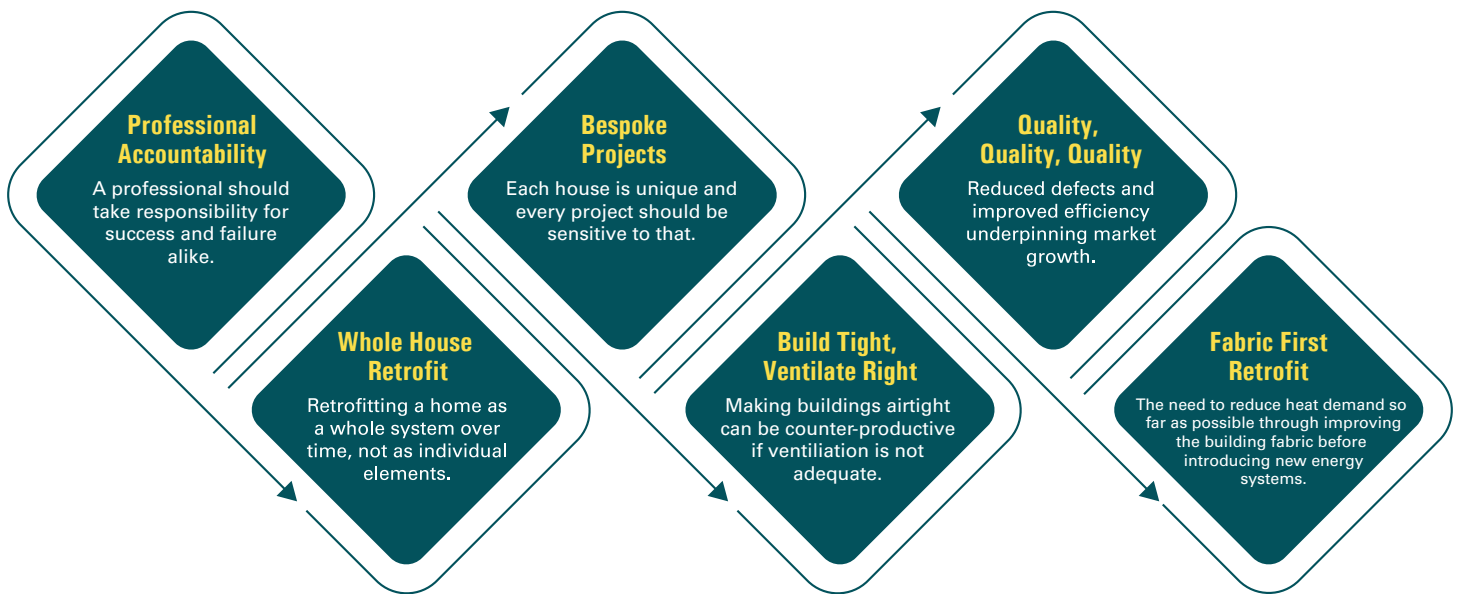 Professional
Accountability
A professional should
take responsibility for
success and failure
alike.
Whole House
Retrofit
Retrofitting a home as
a whole system over
time, not as individual
elements.
Bespoke
Projects
Each house is unique and
every project should be
sensitive to that.
Build Tight,
Ventilate Right
Making buildings airtight
can be counter-productive
if ventiliation is not
adequate.
Quality,
Quality, Quality
Reduced defects and
improved efficiency
underpinning market
growth.
Fabric First
Retrofit
The need to reduce heat demand so
far as possible through improving
the building fabric before
introducing new energy
systems.